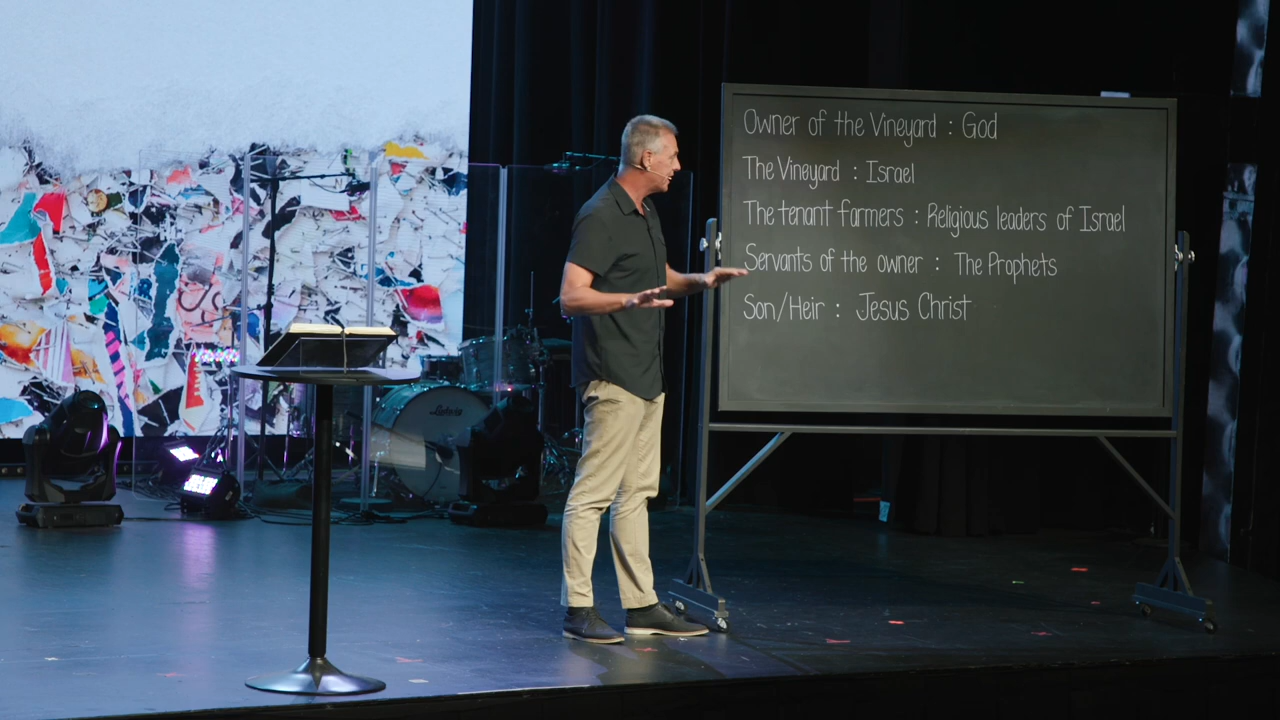 Owner of the Vineyard : God
The Vineyard : Israel
The tenant farmers : Religious leaders of Israel
Servants of the owner : The Prophets
Son/Heir : Jesus Christ
Ludwig